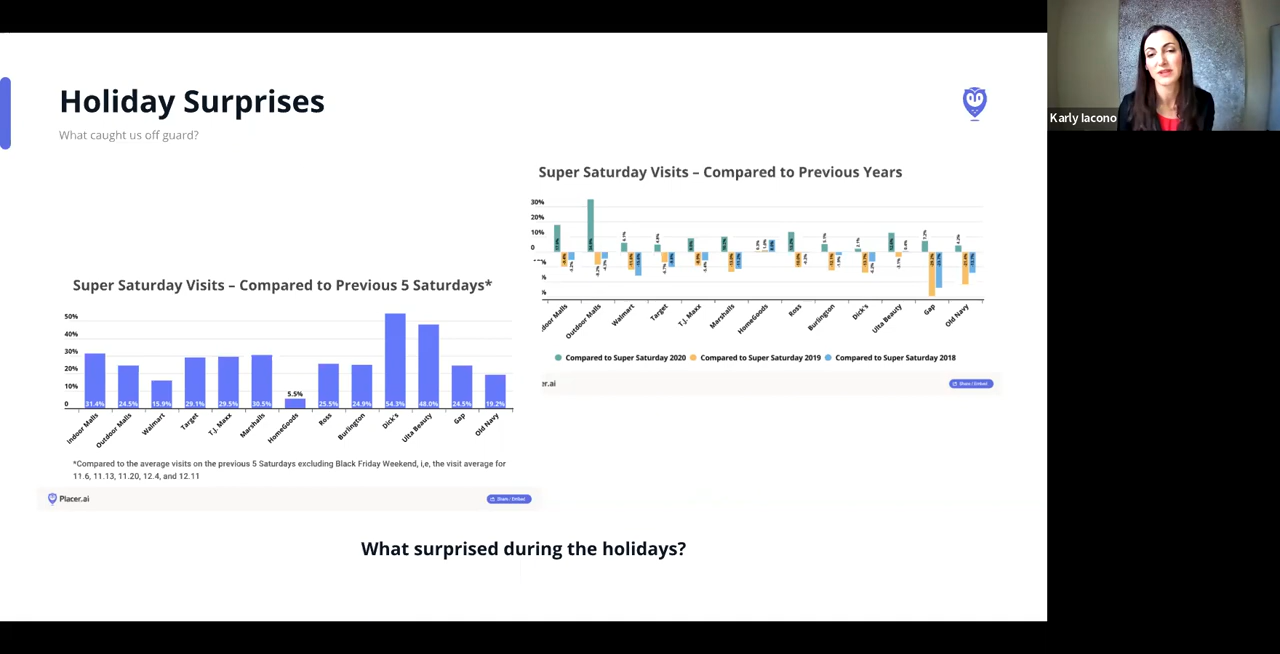 Holiday Surprises
What caught us off guard?
Karly Iacono
Super Saturday Visits – Compared to Previous Years
30%
20%
10%
0
Outdoor Malls
Walmart
Target
T.J. Maxx
Marshalls
HomeGoods
Ross
Burlington
Dick's
Ulta Beauty
Gap
Old Navy
Compared to Super Saturday 2020 Compared to Super Saturday 2019 Compared to Super Saturday 2018
er.ai
Share / Embed
Super Saturday Visits – Compared to Previous 5 Saturdays*
50%
40%
30%
20%
10%
0
31.4% 24.5% 15.9% 29.1% 29.5% 30.5% 5.5% 25.5% 24.9% 54.3% 48.0% 24.5% 19.2%
Indoor Malls
Outdoor Malls
Walmart
Target
T.J. Maxx
Marshalls
HomeGoods
Ross
Burlington
Dick's
Ulta Beauty
Gap
Old Navy
*Compared to the average visits on the previous 5 Saturdays excluding Black Friday Weekend, i,e, the visit average for
11.6, 11.13, 11.20, 12.4, and 12.11
Placer.ai
Share / Embed
What surprised during the holidays?